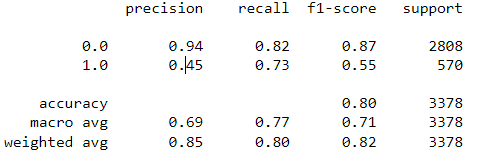 precision recall f1-score support
0.0 0.94 0.82 0.87 2808
1.0 0.45 0.73 0.55 570
accuracy 0.80 3378
macro avg 0.69 0.77 0.71 3378
weighted avg 0.85 0.80 0.82 3378